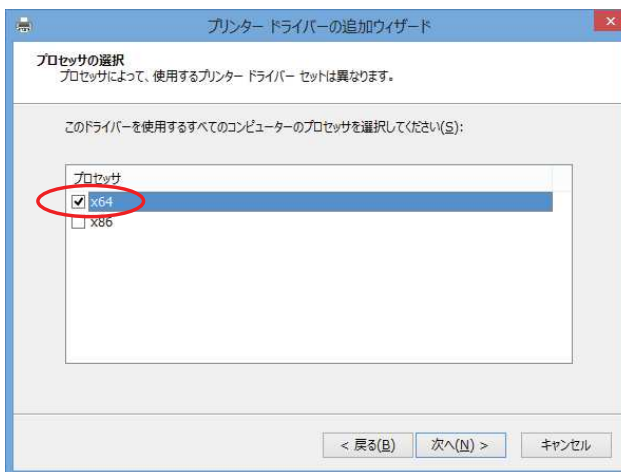 プリンター ドライバーの追加ウィザード
プロセッサの選択
プロセッサによって、使用するプリンター ドライバー セットは異なります。
このドライバーを使用するすべてのコンピューターのプロセッサを選択してください(S):
プロセッサ
x64
x86
< 戻る(B)
次へ(N) >
キャンセル